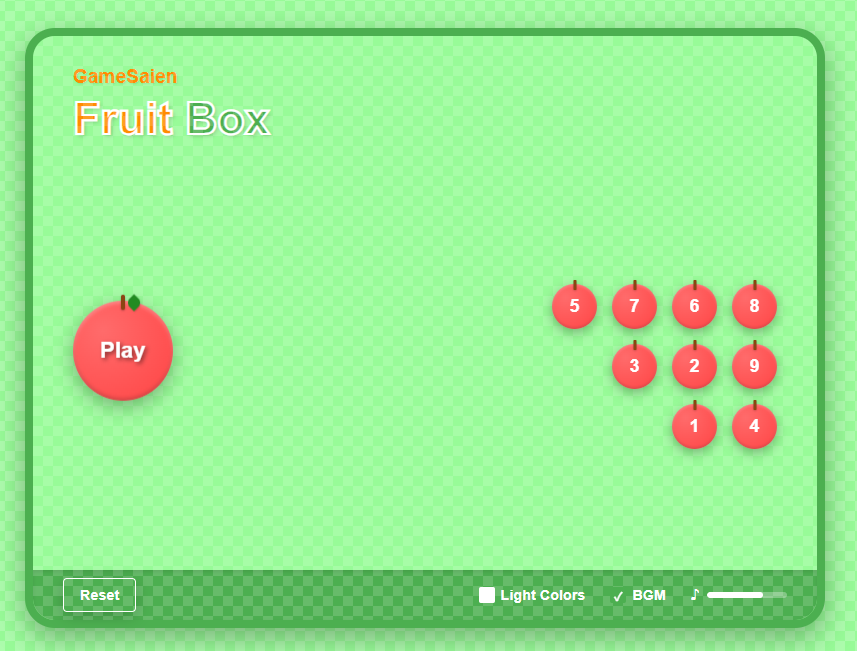 GameSaien
Fruit Box
Play
5 7 6 8
3 2 9
1 4
Reset
Light Colors
✓ BGM
♪